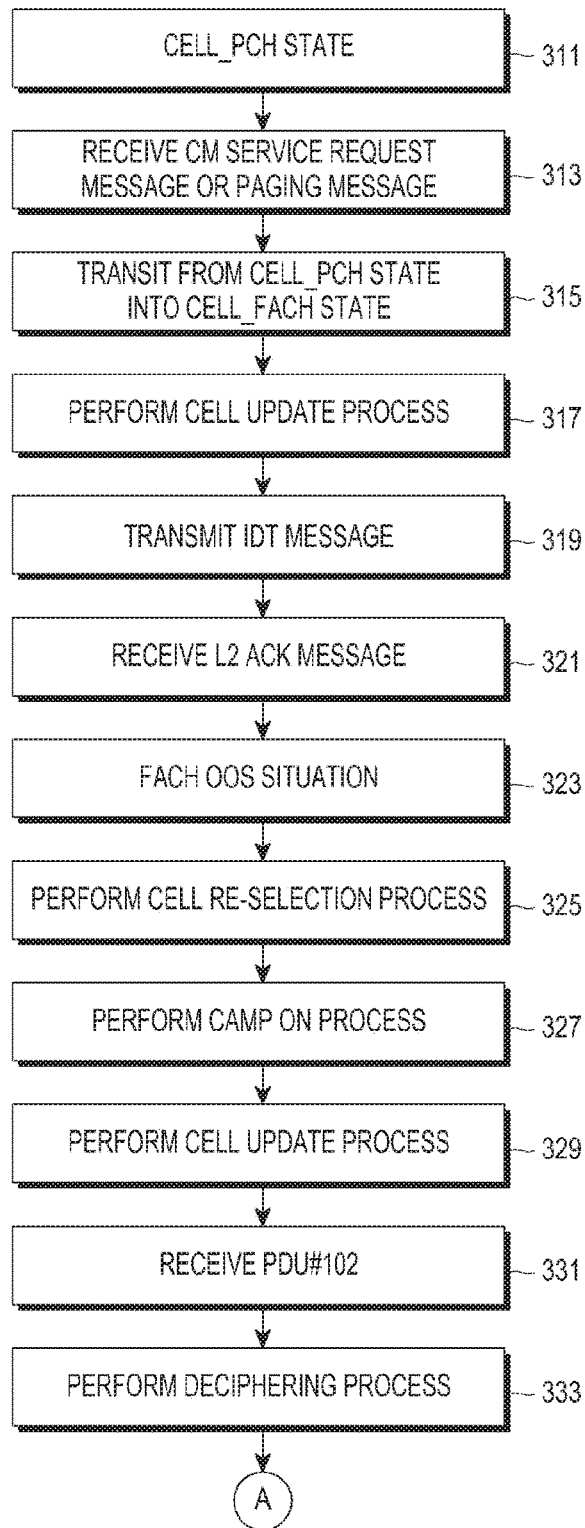 CELL_PCH STATE
311
RECEIVE CM SERVICE REQUEST
MESSAGE OR PAGING MESSAGE
313
TRANSIT FROM CELL_PCH STATE
INTO CELL_FACH STATE
315
PERFORM CELL UPDATE PROCESS
317
TRANSMIT IDT MESSAGE
319
RECEIVE L2 ACK MESSAGE
321
FACH OOS SITUATION
323
PERFORM CELL RE-SELECTION PROCESS
325
PERFORM CAMP ON PROCESS
327
PERFORM CELL UPDATE PROCESS
329
RECEIVE PDU#102
331
PERFORM DECIPHERING PROCESS
333
A